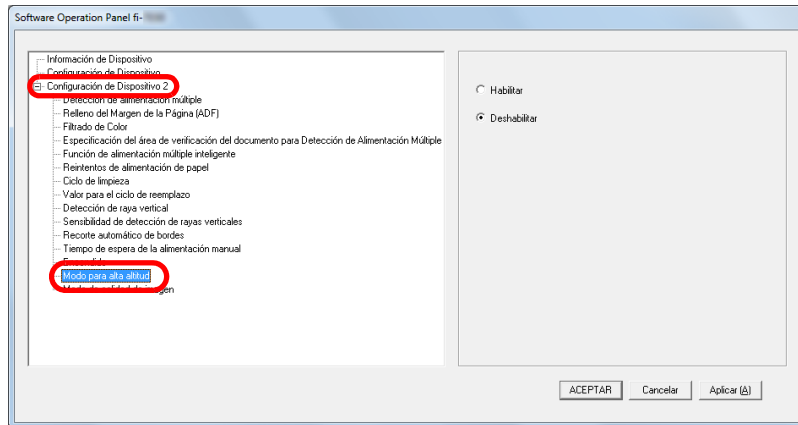 Software Operation Panel fi-
Información de Dispositivo
Configuración de Dispositivo
Configuración de Dispositivo 2
Detección de alimentación múltiple
Relleno del Margen de la Página (ADF)
Filtrado de Color
Especificación del área de verificación del documento para Detección de Alimentación Múltiple
Función de alimentación múltiple inteligente
Reintentos de alimentación de papel
Ciclo de limpieza
Valor para el ciclo de reemplazo
Detección de raya vertical
Sensibilidad de detección de rayas verticales
Recorte automático de bordes
Tiempo de espera de la alimentación manual
Encendido
Modo para alta altitud
Modo de calidad de imagen
Habilitar
Deshabilitar
ACEPTAR
Cancelar
Aplicar (A)